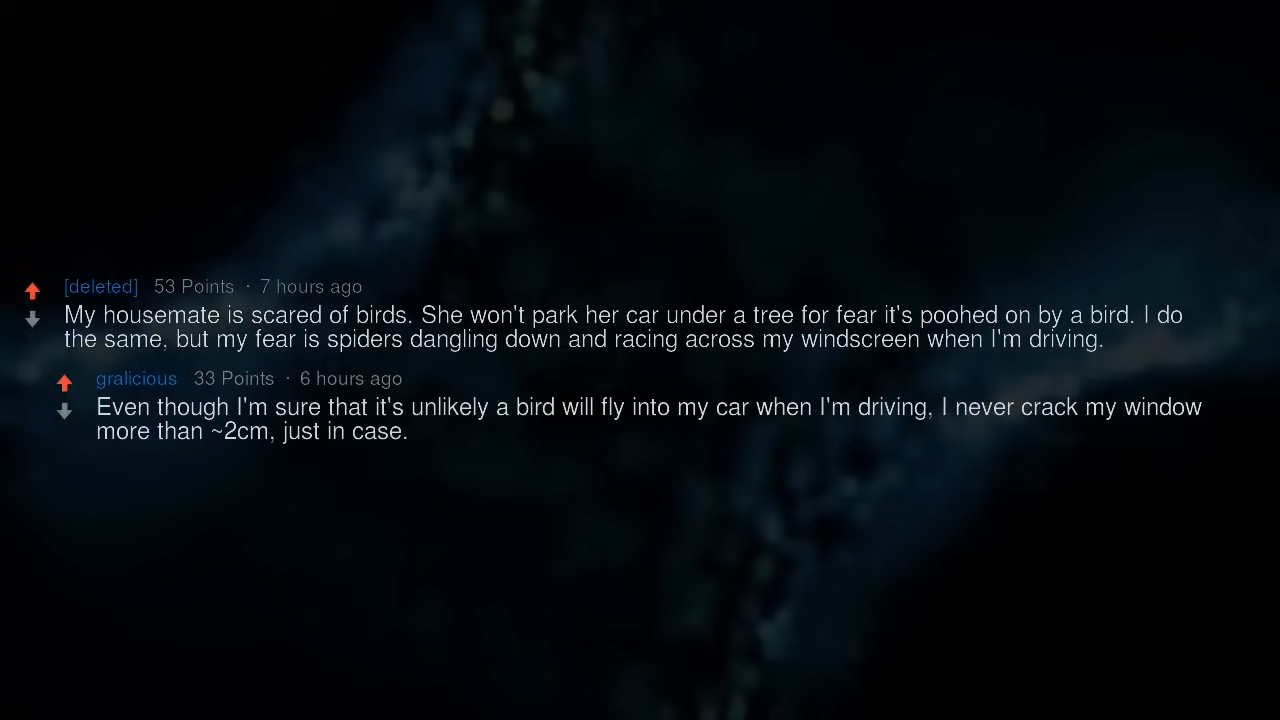 [deleted] 53 Points · 7 hours ago
My housemate is scared of birds. She won't park her car under a tree for fear it's poohed on by a bird. I do
the same, but my fear is spiders dangling down and racing across my windscreen when I'm driving.
gralicious 33 Points · 6 hours ago
Even though I'm sure that it's unlikely a bird will fly into my car when I'm driving, I never crack my window
more than ~2cm, just in case.